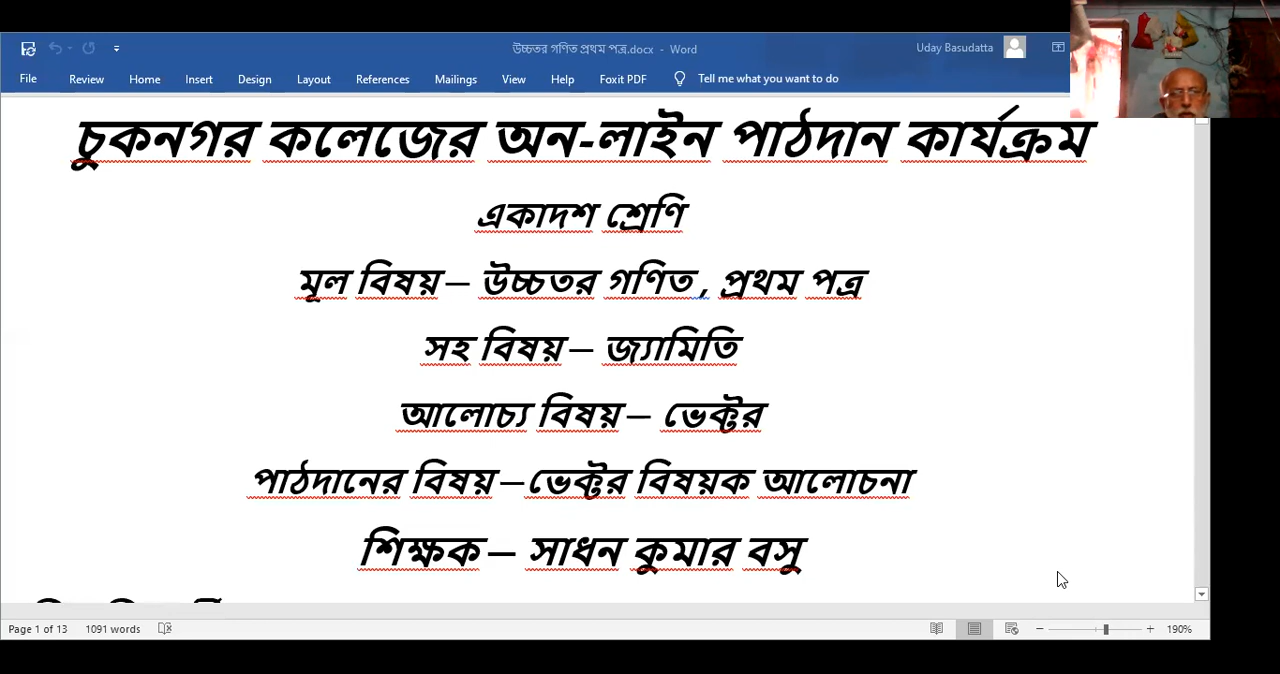 উচ্চতর গণিত প্রথম পত্র.docx - Word
Uday Basudatta
File Review Home Insert Design Layout References Mailings View Help Foxit PDF Tell me what you want to do
চুকনগর কলেজের অন-লাইন পাঠদান কার্যক্রম
একাদশ শ্রেণি
মূল বিষয় – উচ্চতর গণিত , প্রথম পত্র
সহ বিষয় – জ্যামিতি
আলোচ্য বিষয় – ভেক্টর
পাঠদানের বিষয় –ভেক্টর বিষয়ক আলোচনা
শিক্ষক – সাধন কুমার বসু
Page 1 of 13 1091 words 190%